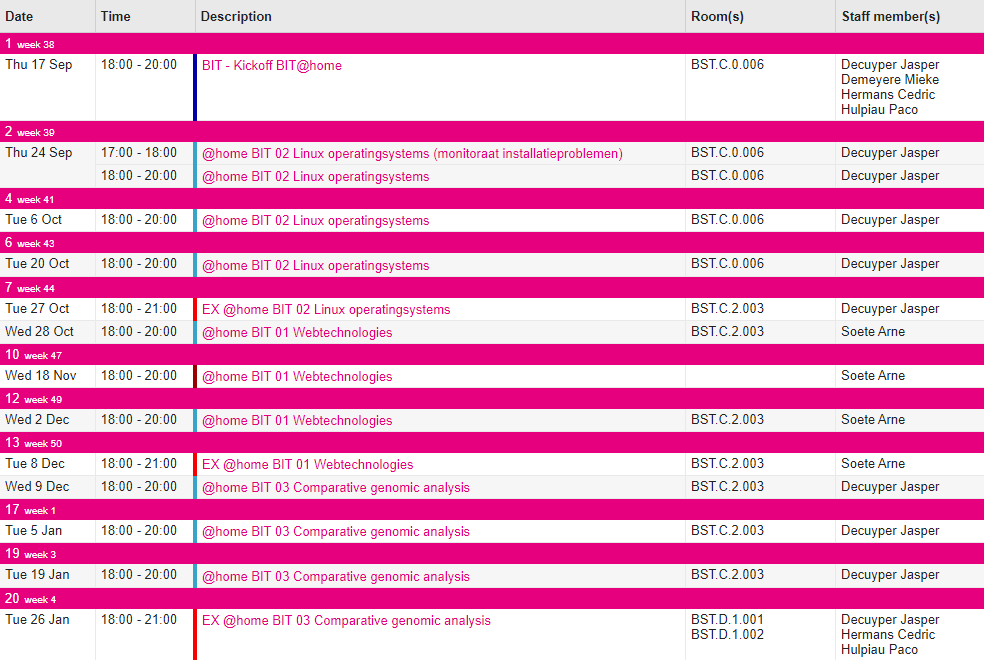 Date Time Description Room(s) Staff member(s)
1 week 38
Thu 17 Sep 18:00 - 20:00 BIT - Kickoff BIT@home BST.C.0.006 Decuyper Jasper
Demeyere Mieke
Hermans Cedric
Hulpiau Paco
2 week 39
Thu 24 Sep 17:00 - 18:00 @home BIT 02 Linux operatingsystems (monitoraat installatieproblemen) BST.C.0.006 Decuyper Jasper
18:00 - 20:00 @home BIT 02 Linux operatingsystems BST.C.0.006 Decuyper Jasper
4 week 41
Tue 6 Oct 18:00 - 20:00 @home BIT 02 Linux operatingsystems BST.C.0.006 Decuyper Jasper
6 week 43
Tue 20 Oct 18:00 - 20:00 @home BIT 02 Linux operatingsystems BST.C.0.006 Decuyper Jasper
7 week 44
Tue 27 Oct 18:00 - 21:00 EX @home BIT 02 Linux operatingsystems BST.C.2.003 Decuyper Jasper
Wed 28 Oct 18:00 - 20:00 @home BIT 01 Webtechnologies BST.C.2.003 Soete Arne
10 week 47
Wed 18 Nov 18:00 - 20:00 @home BIT 01 Webtechnologies Soete Arne
12 week 49
Wed 2 Dec 18:00 - 20:00 @home BIT 01 Webtechnologies BST.C.2.003 Soete Arne
13 week 50
Tue 8 Dec 18:00 - 21:00 EX @home BIT 01 Webtechnologies BST.C.2.003 Soete Arne
Wed 9 Dec 18:00 - 20:00 @home BIT 03 Comparative genomic analysis BST.C.2.003 Decuyper Jasper
17 week 1
Tue 5 Jan 18:00 - 20:00 @home BIT 03 Comparative genomic analysis BST.C.2.003 Decuyper Jasper
19 week 3
Tue 19 Jan 18:00 - 20:00 @home BIT 03 Comparative genomic analysis BST.C.2.003 Decuyper Jasper
20 week 4
Tue 26 Jan 18:00 - 21:00 EX @home BIT 03 Comparative genomic analysis BST.D.1.001 Decuyper Jasper
BST.D.1.002 Hermans Cedric
Hulpiau Paco